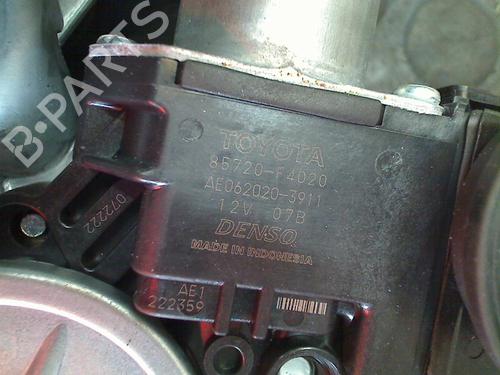 B-PARTS
TOYOTA
85720-F4020
AE062020-3911
12V 07B
DENSO
MADE IN INDONESIA
072222
AE1
222359